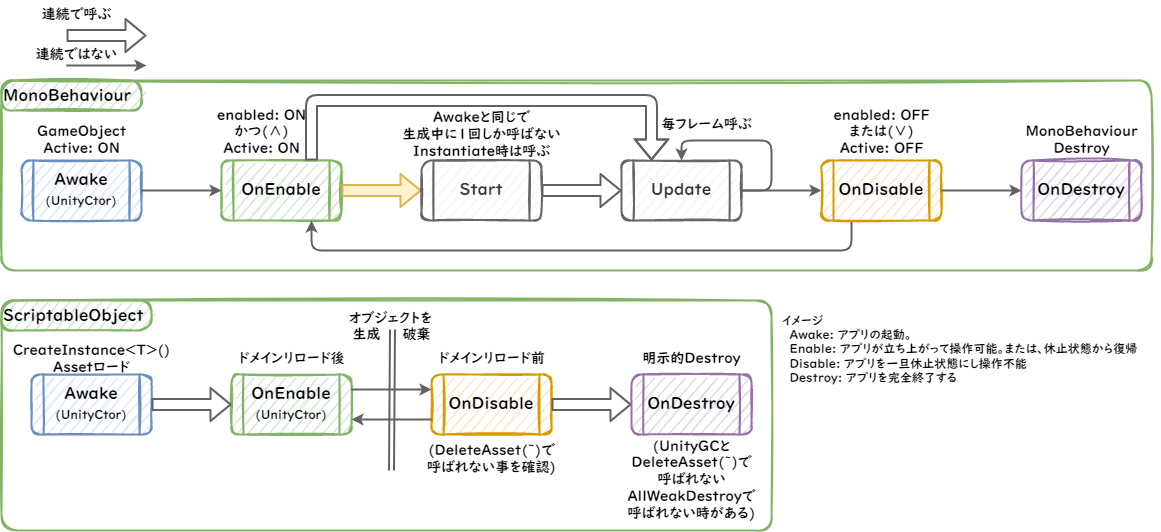 連続で呼ぶ
連続ではない
MonoBehaviour
GameObject
Active: ON
Awake
(UnityCtor)
enabled: ON
かつ(∧)
Active: ON
OnEnable
Awakeと同じで
生成中に1回しか呼ばない
Instantiate時は呼ぶ
Start
毎フレーム呼ぶ
Update
enabled: OFF
または(∨)
Active: OFF
OnDisable
MonoBehaviour
Destroy
OnDestroy
ScriptableObject
CreateInstance<T>()
Assetロード
Awake
(UnityCtor)
ドメインリロード後
OnEnable
(UnityCtor)
オブジェクトを
生成 破棄
ドメインリロード前
OnDisable
(DeleteAsset(~)で
呼ばれない事を確認)
明示的Destroy
OnDestroy
(UnityGCと
DeleteAsset(~)で
呼ばれない
AllWeakDestroyで
呼ばれない時がある)
イメージ
Awake: アプリの起動。
Enable: アプリが立ち上がって操作可能。または、休止状態から復帰
Disable: アプリを一旦休止状態にし操作不能
Destroy: アプリを完全終了する